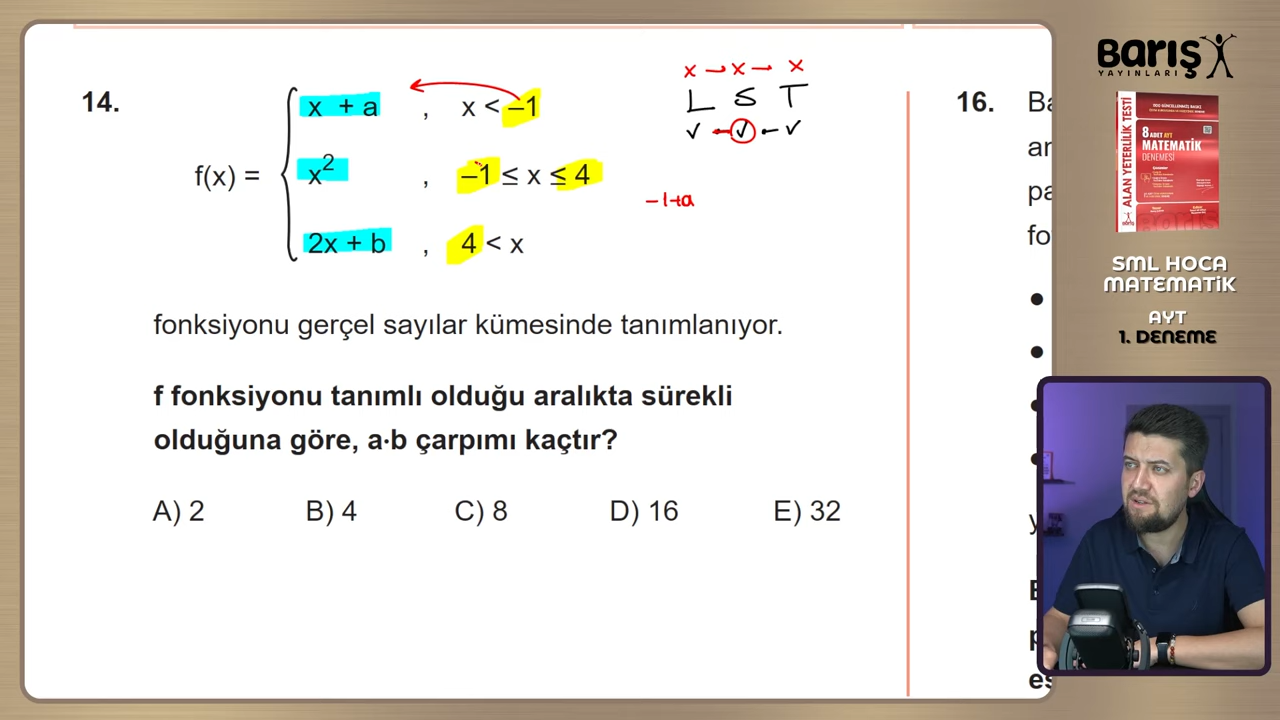 14.
f(x) =
x + a , x < –1
x² , –1 ≤ x ≤ 4
2x + b , 4 < x
x → x → x
L S T
√ ← √ ← √
–1+a
fonksiyonu gerçel sayılar kümesinde tanımlanıyor.
f fonksiyonu tanımlı olduğu aralıkta sürekli
olduğuna göre, a·b çarpımı kaçtır?
A) 2 B) 4 C) 8 D) 16 E) 32
16.
BARIŞ
YAYINLARI
ALAN YETERLİLİK TESTİ
8 ADET AYT
MATEMATİK
DENEMESİ
SML HOCA
MATEMATİK
AYT
1. DENEME